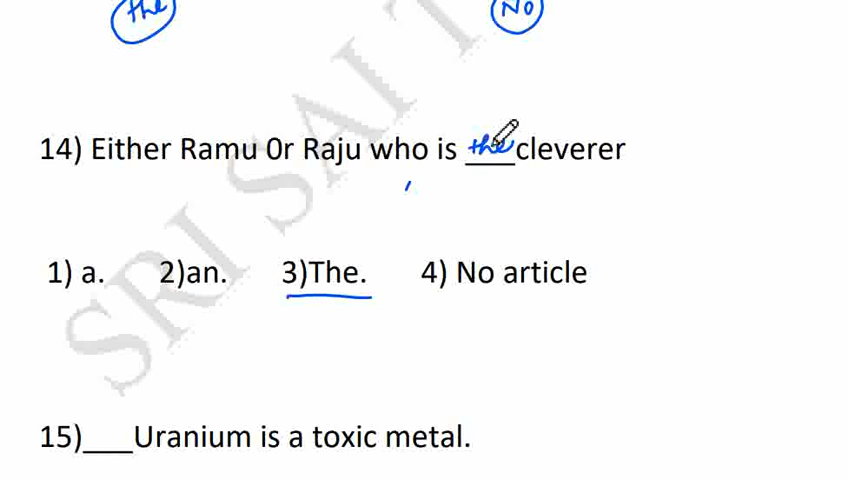 the No
14) Either Ramu 0r Raju who is the cleverer
1) a. 2)an. 3)The. 4) No article
15)___Uranium is a toxic metal.
SRI SAI T